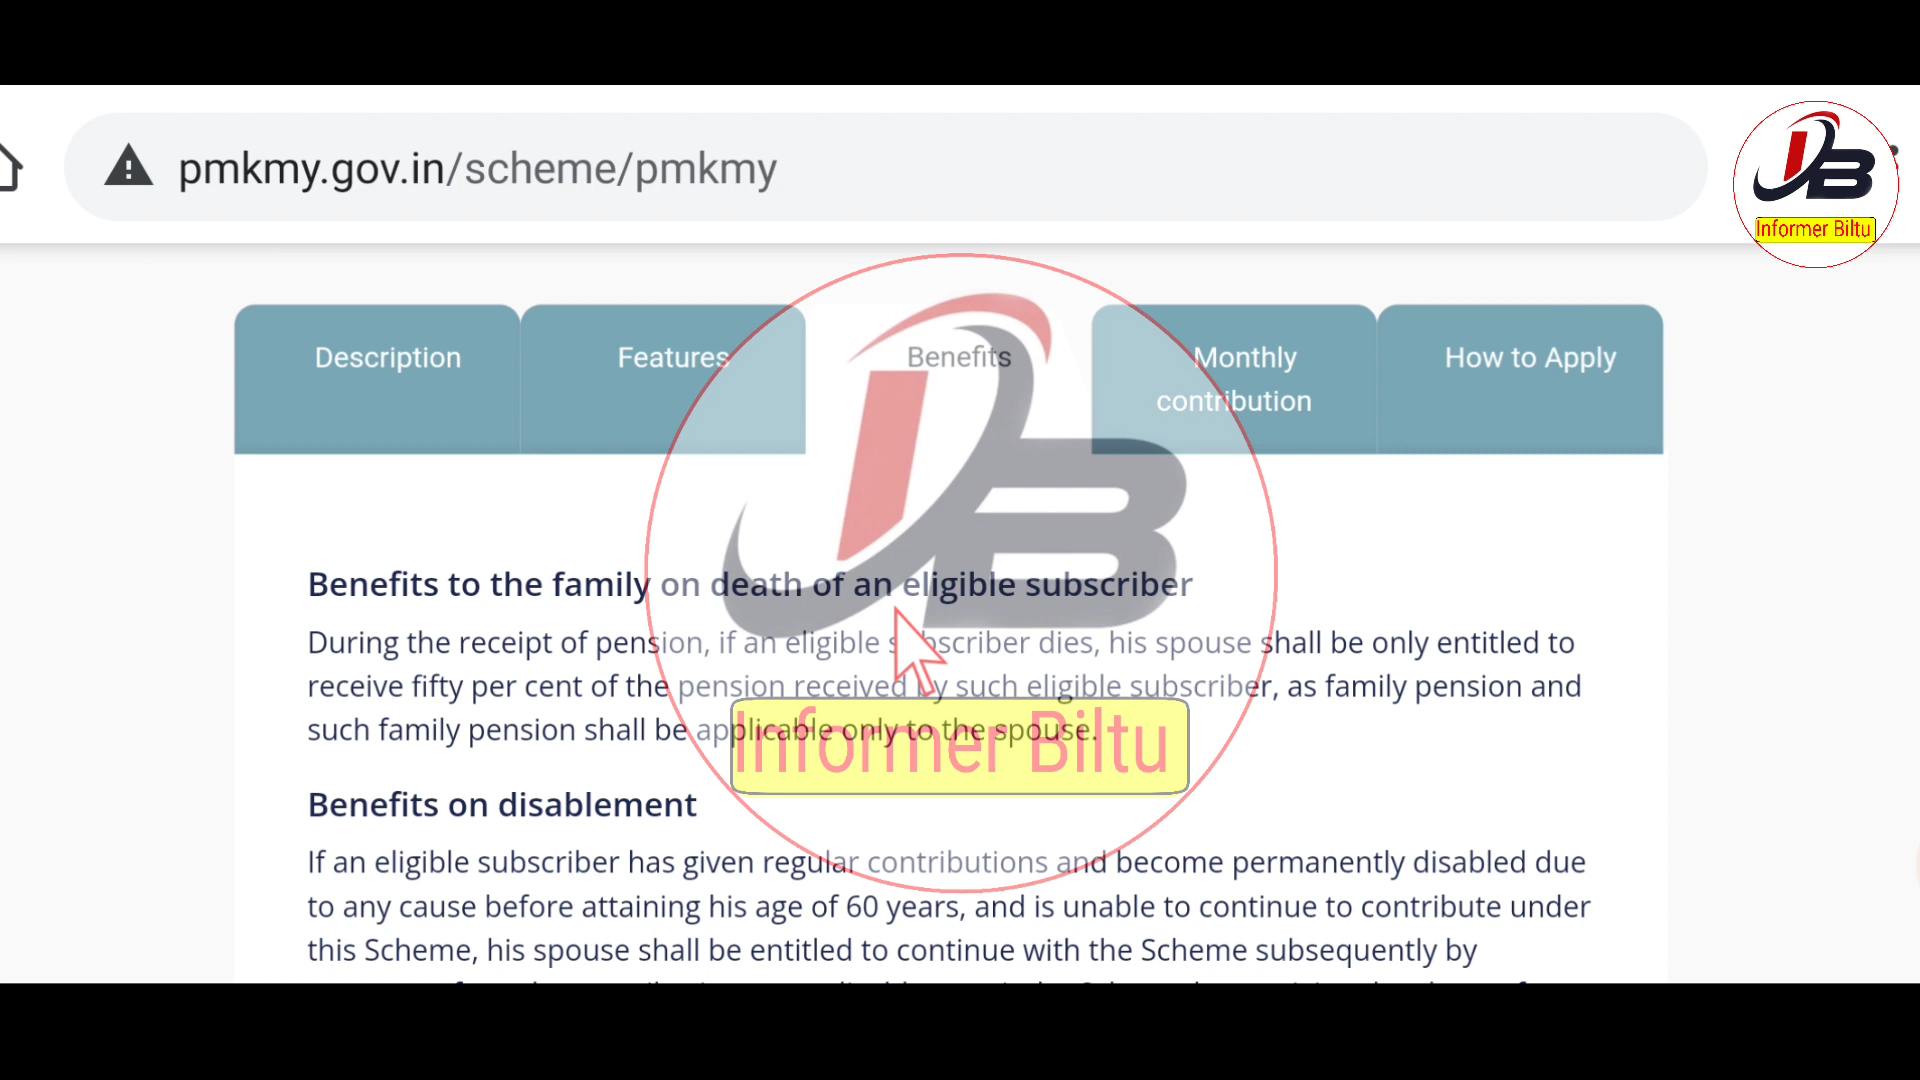 pmkmy.gov.in/scheme/pmkmy
Informer Biltu
Description
Features
Benefits
Monthly
contribution
How to Apply
Benefits to the family on death of an eligible subscriber
During the receipt of pension, if an eligible subscriber dies, his spouse shall be only entitled to
receive fifty per cent of the pension received by such eligible subscriber, as family pension and
such family pension shall be applicable only to the spouse.
Informer Biltu
Benefits on disablement
If an eligible subscriber has given regular contributions and become permanently disabled due
to any cause before attaining his age of 60 years, and is unable to continue to contribute under
this Scheme, his spouse shall be entitled to continue with the Scheme subsequently by